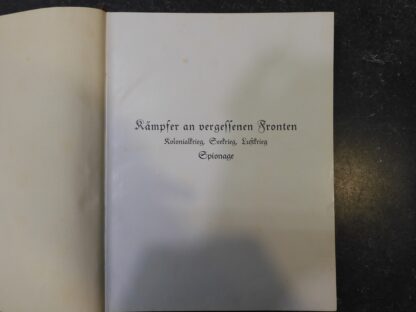 Kämpfer an vergessenen Fronten
Kolonialkrieg, Seekrieg, Luftkrieg
Spionage